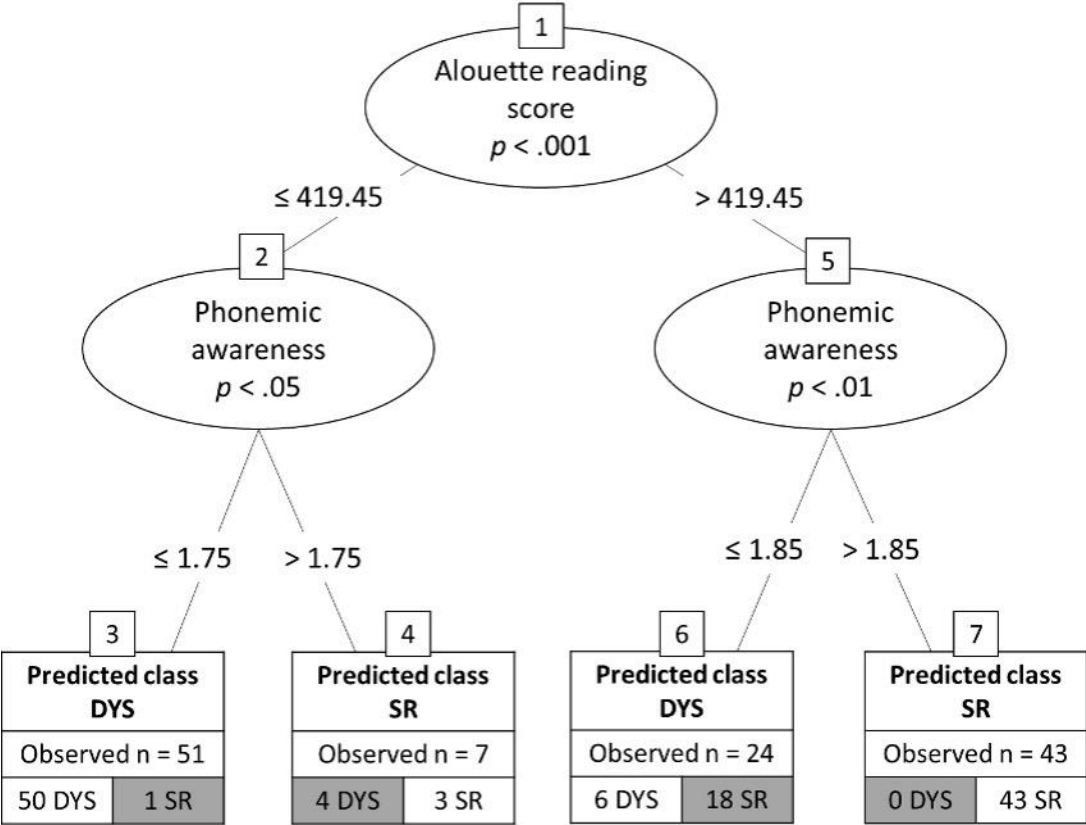 1
Alouette reading
score
p < .001
≤ 419.45
> 419.45
2
Phonemic
awareness
p < .05
5
Phonemic
awareness
p < .01
≤ 1.75
> 1.75
≤ 1.85
> 1.85
3
Predicted class
DYS
Observed n = 51
50 DYS
1 SR
4
Predicted class
SR
Observed n = 7
4 DYS
3 SR
6
Predicted class
DYS
Observed n = 24
6 DYS
18 SR
7
Predicted class
SR
Observed n = 43
0 DYS
43 SR